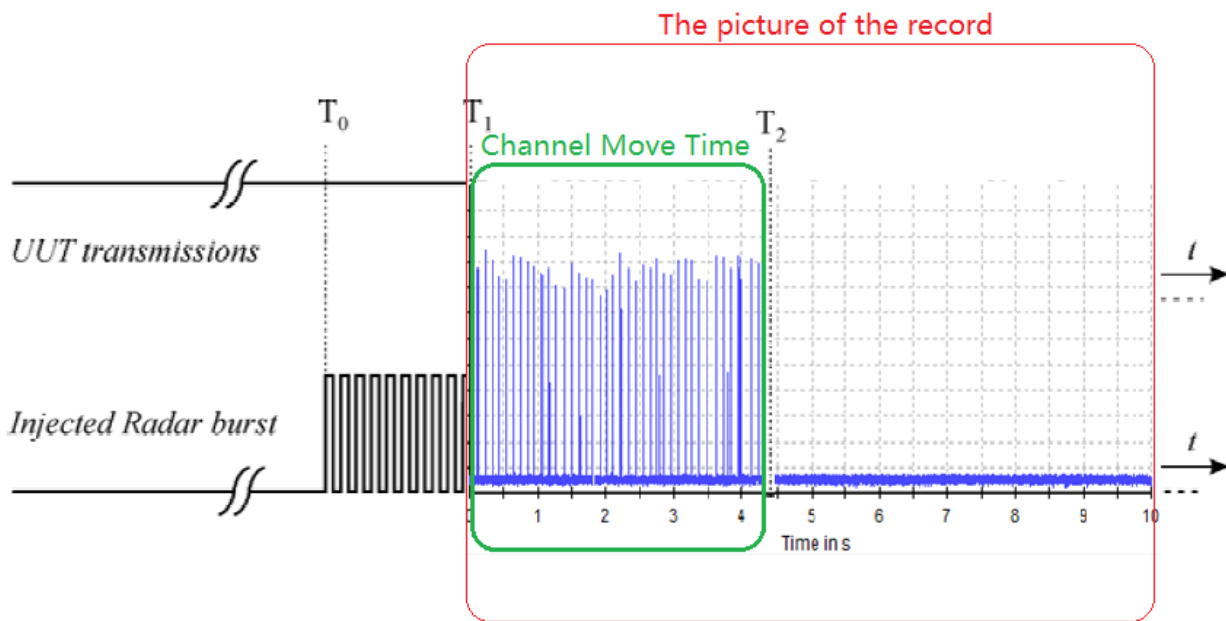 The picture of the record
T0
T1
T2
Channel Move Time
UUT transmissions
t
Injected Radar burst
t
0 1 2 3 4 5 6 7 8 9 10
Time in s